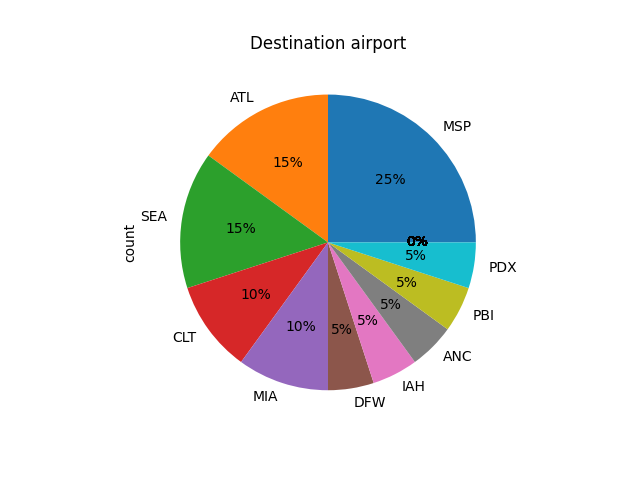 Destination airport
ATL
MSP
15%
25%
SEA
15%
count
0%
5%
PDX
10%
5%
PBI
5%
10%
5%
5%
CLT
ANC
IAH
MIA
DFW